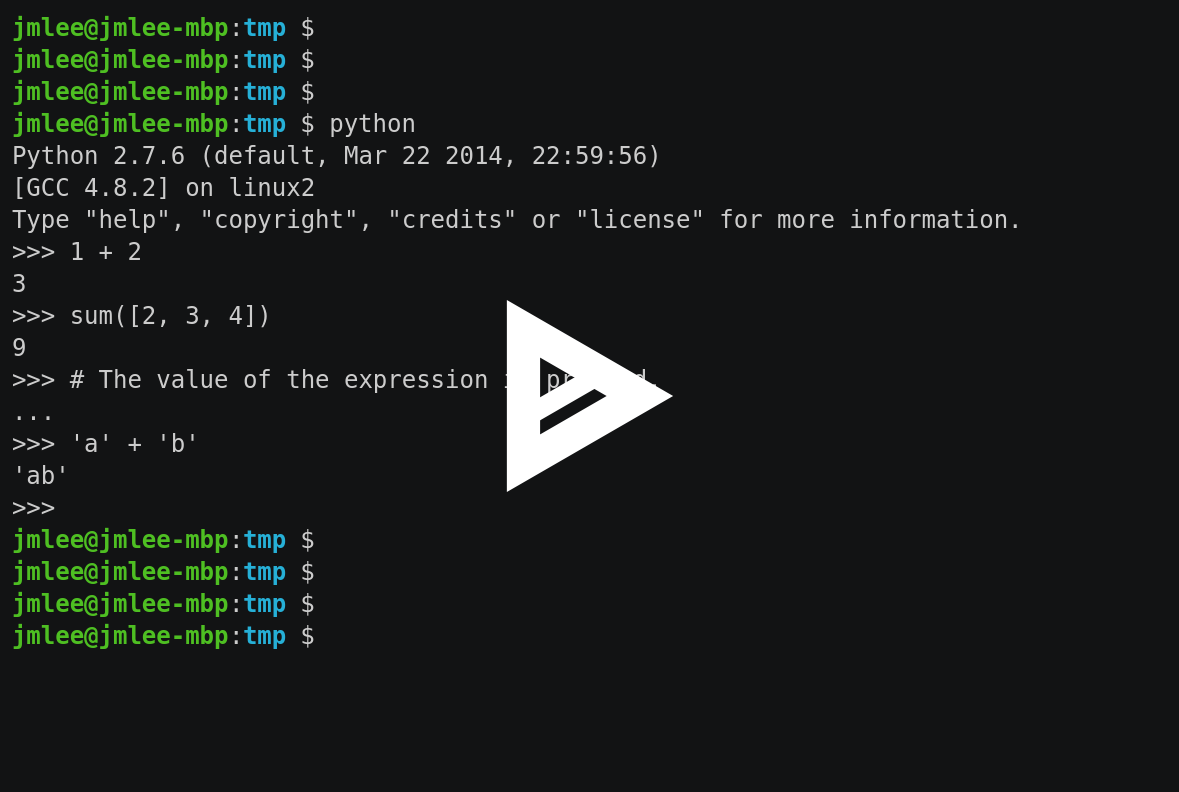 jmlee@jmlee-mbp:tmp $
jmlee@jmlee-mbp:tmp $
jmlee@jmlee-mbp:tmp $
jmlee@jmlee-mbp:tmp $ python
Python 2.7.6 (default, Mar 22 2014, 22:59:56)
[GCC 4.8.2] on linux2
Type "help", "copyright", "credits" or "license" for more information.
>>> 1 + 2
3
>>> sum([2, 3, 4])
9
>>> # The value of the expression
...
>>> 'a' + 'b'
'ab'
>>>
jmlee@jmlee-mbp:tmp $
jmlee@jmlee-mbp:tmp $
jmlee@jmlee-mbp:tmp $
jmlee@jmlee-mbp:tmp $